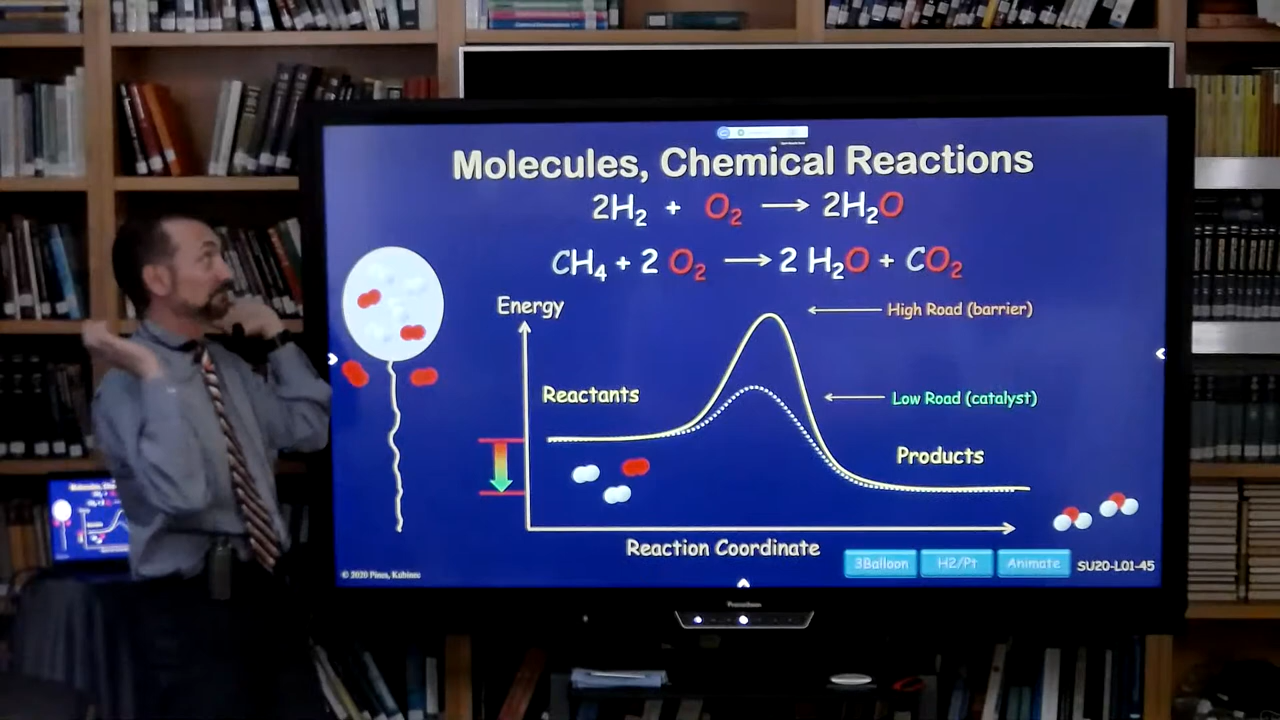 Molecules, Chemical Reactions
2H₂ + O₂ → 2H₂O
CH₄ + 2 O₂ → 2 H₂O + CO₂
Energy
High Road (barrier)
Reactants
Low Road (catalyst)
Products
Reaction Coordinate
3Balloon
H2/Pt
Animate
SU20-L01-45
© 2020 Pines, Kubinec
Promethean